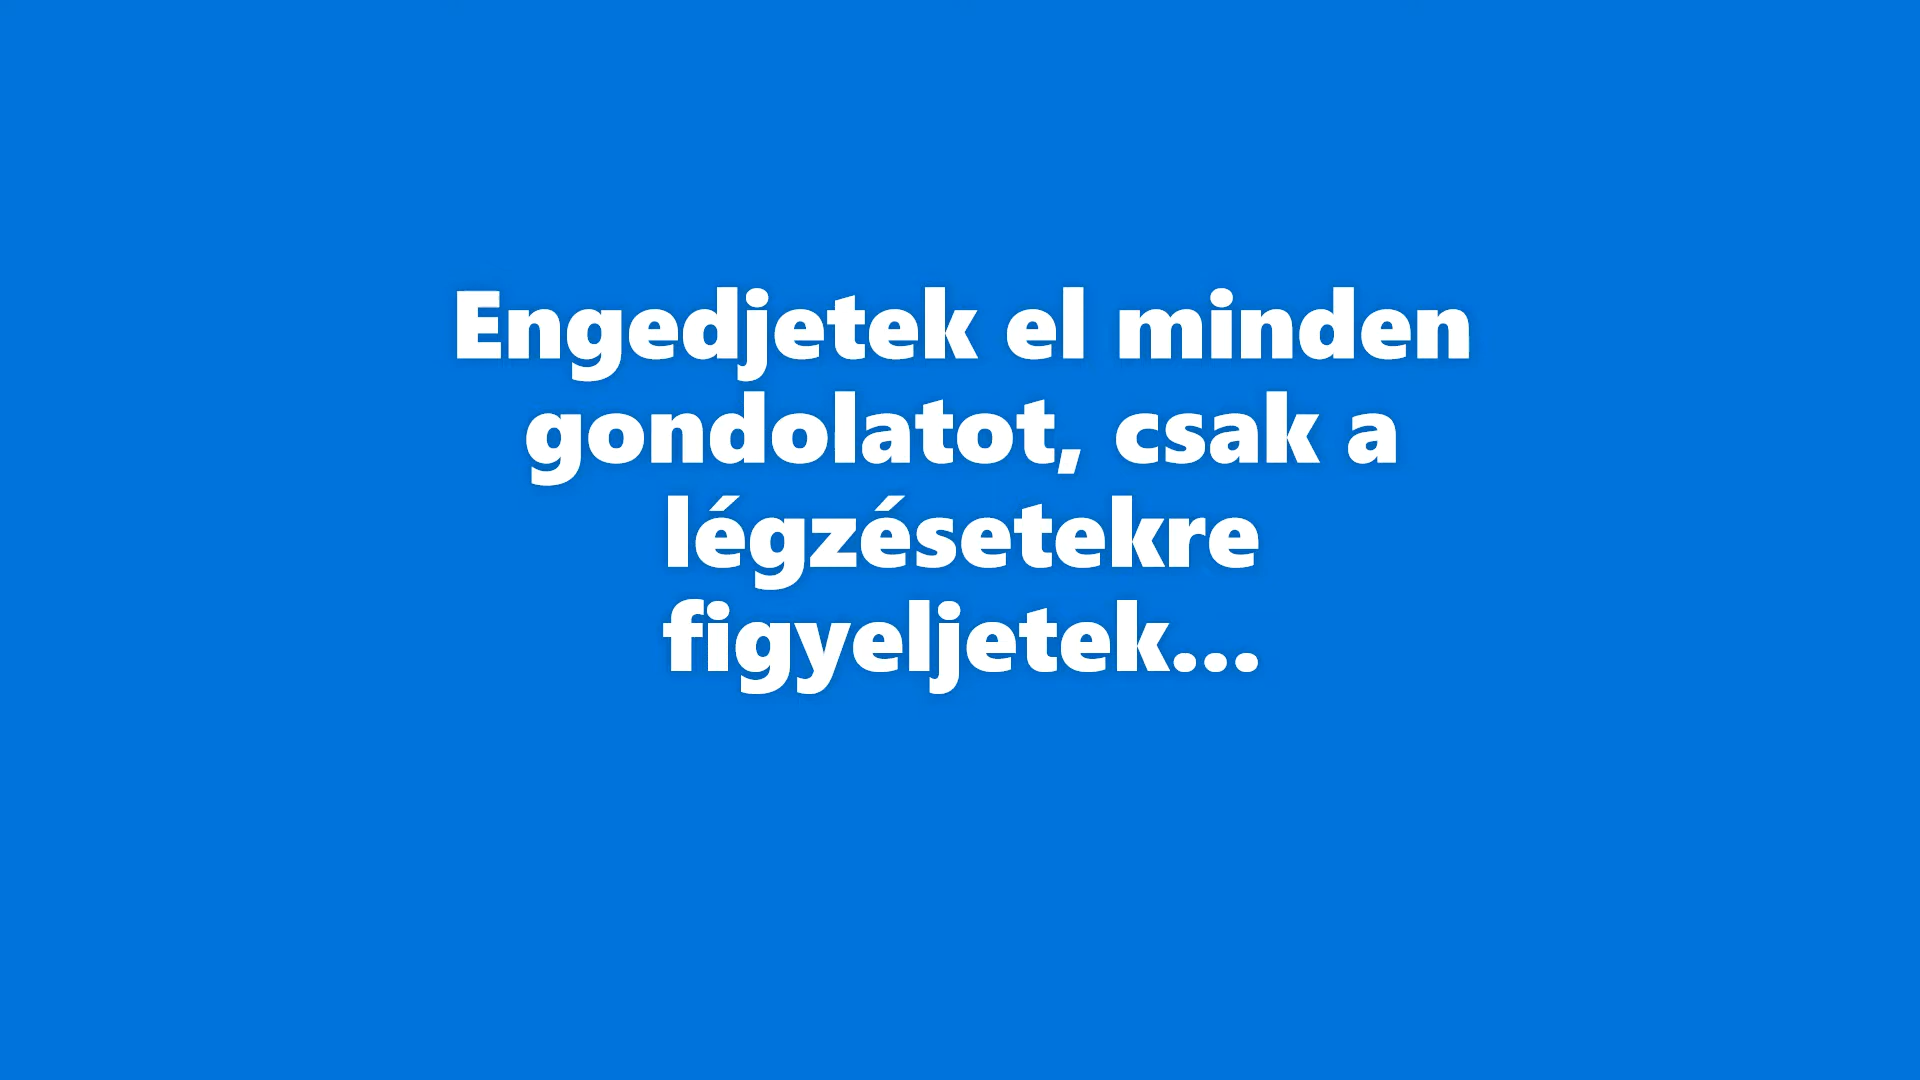 Engedjetek el minden
gondolatot, csak a
légzésetekre
figyeljetek...